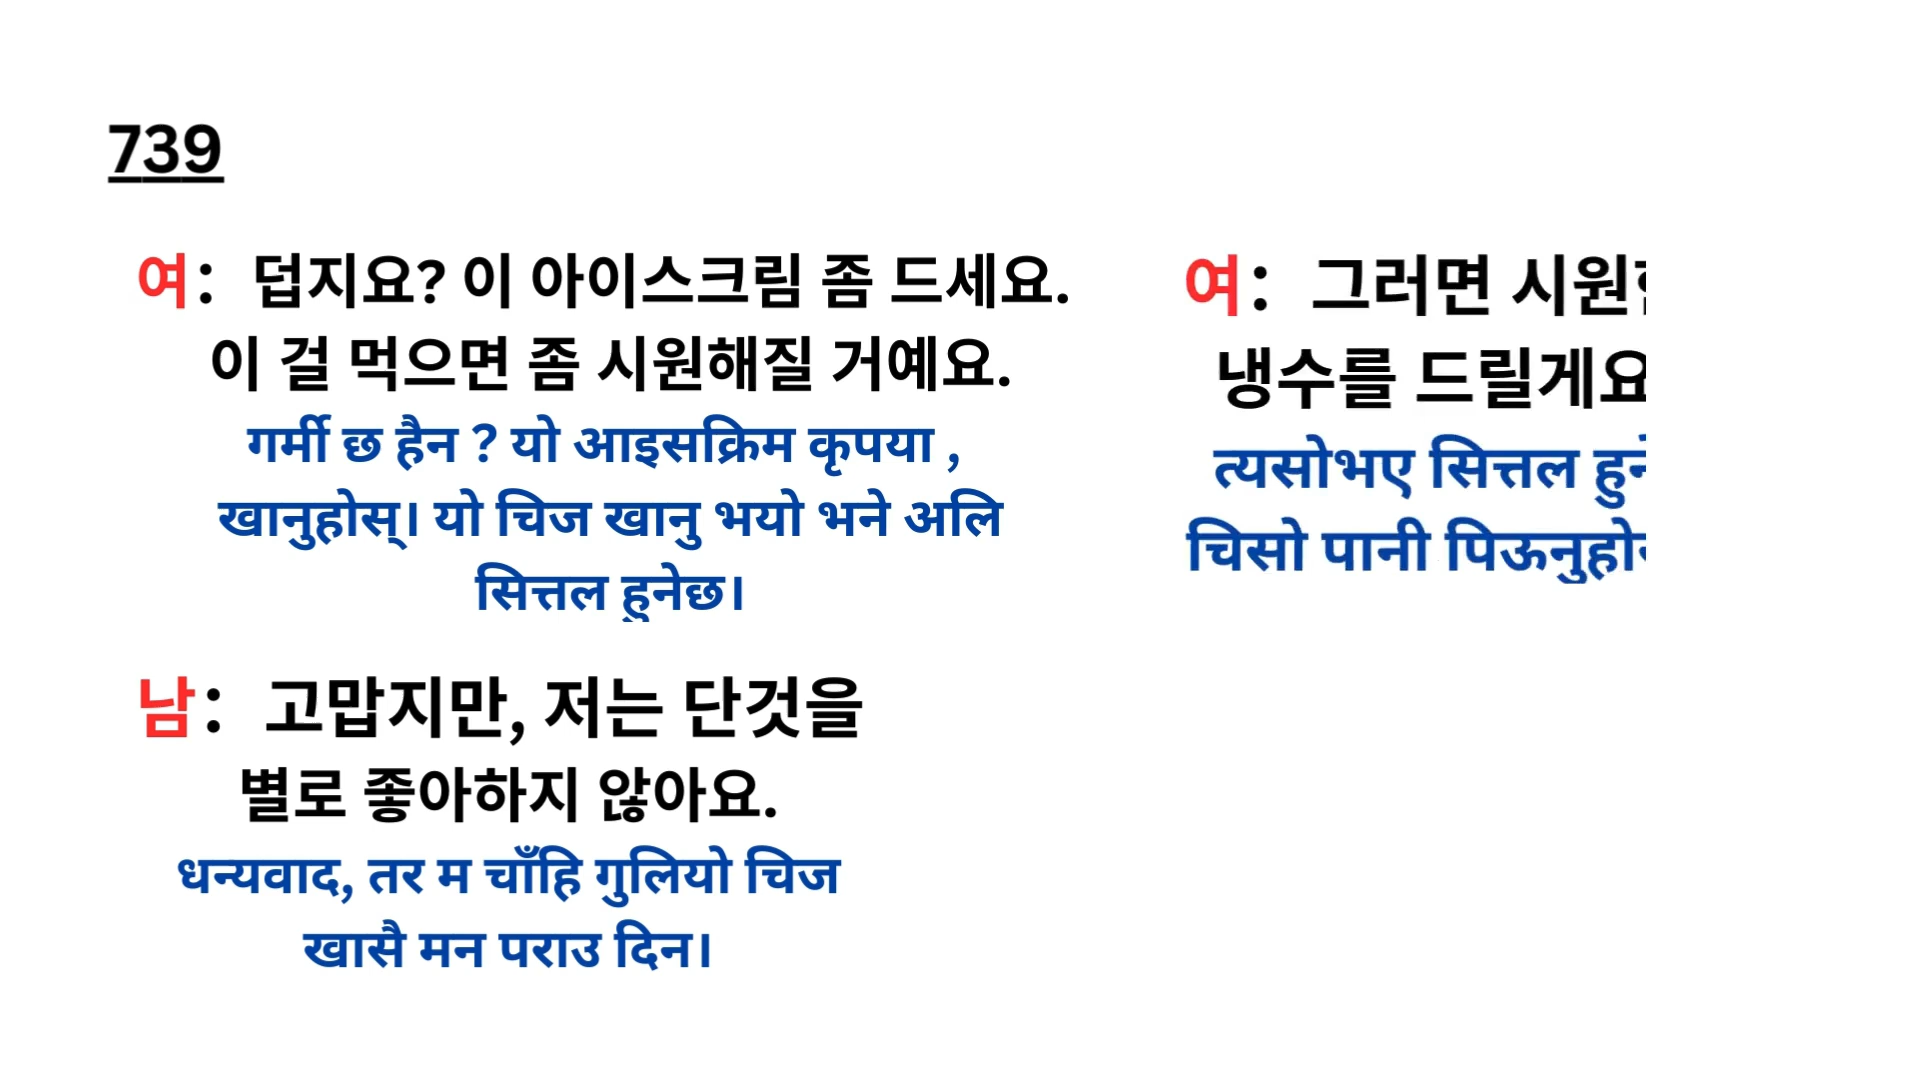 739
여: 덥지요? 이 아이스크림 좀 드세요.
이 걸 먹으면 좀 시원해질 거예요.
गर्मी छ हैन ? यो आइसक्रिम कृपया ,
खानुहोस्। यो चिज खानु भयो भने अलि
सित्तल हुनेछ।
남: 고맙지만, 저는 단것을
별로 좋아하지 않아요.
धन्यवाद, तर म चाँहि गुलियो चिज
खासै मन पराउ दिन।
여: 그러면
냉수를 드릴게요
त्यसोभए सित्तल
चिसो पानी